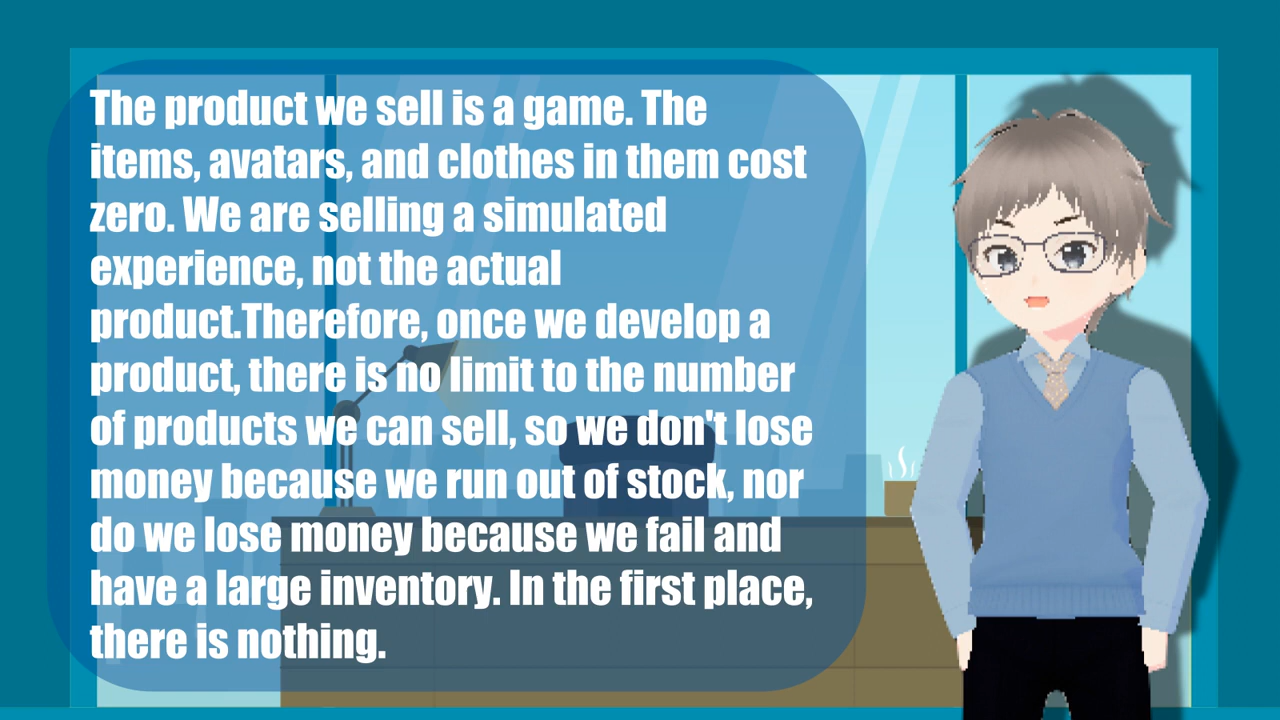 The product we sell is a game. The
items, avatars, and clothes in them cost
zero. We are selling a simulated
experience, not the actual
product.Therefore, once we develop a
product, there is no limit to the number
of products we can sell, so we don't lose
money because we run out of stock, nor
do we lose money because we fail and
have a large inventory. In the first place,
there is nothing.